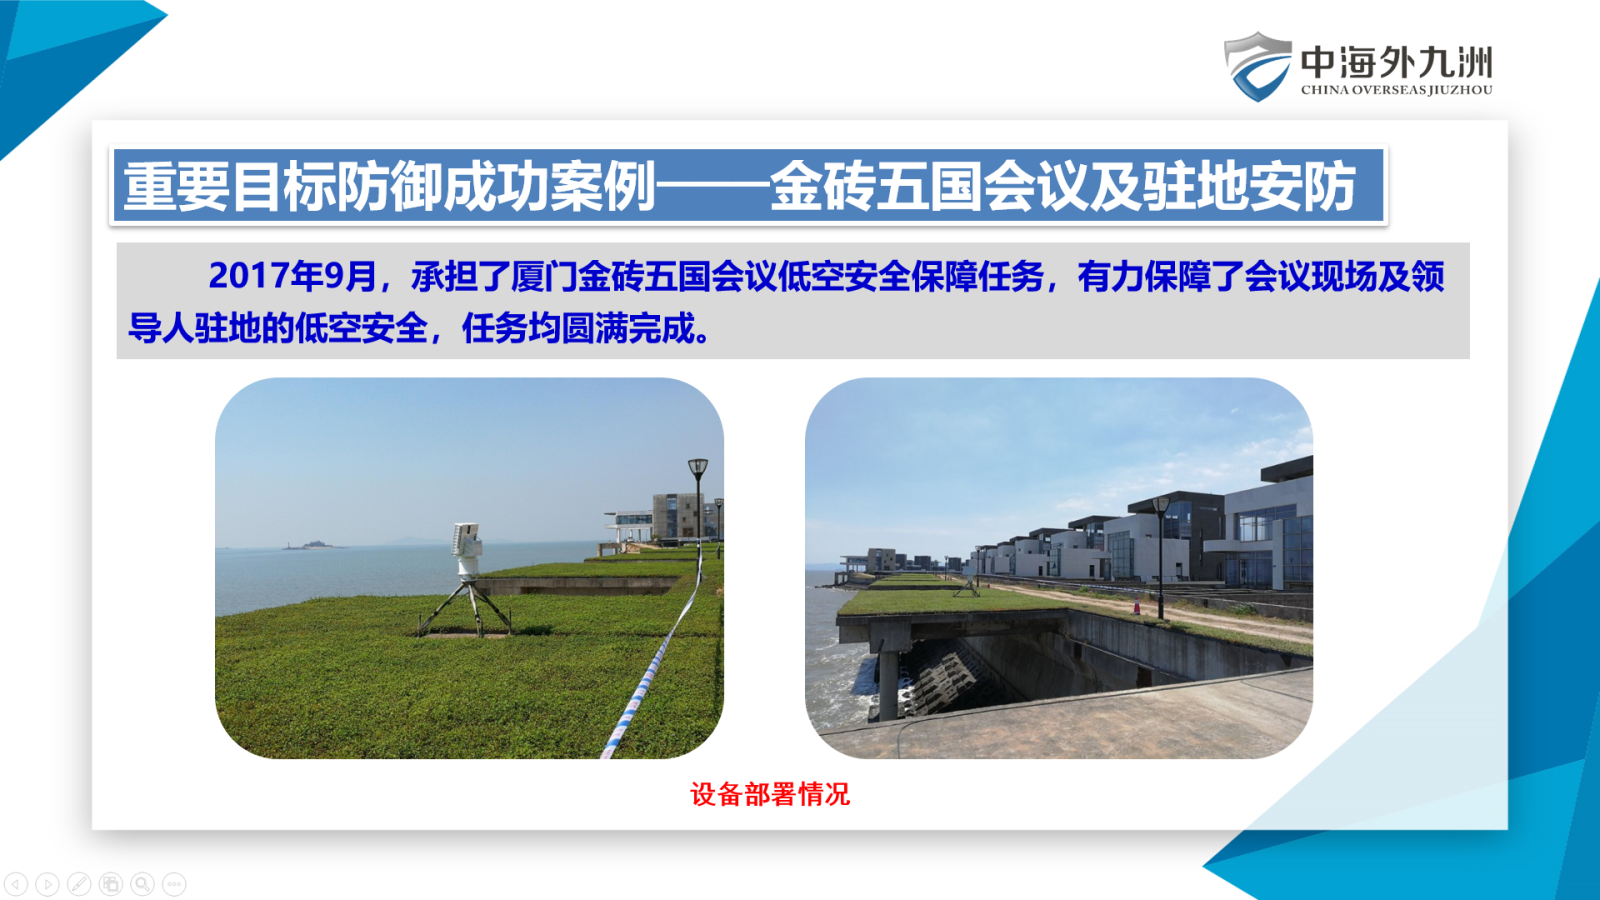 中海外九洲
CHINA OVERSEAS JIUZHOU
重要目标防御成功案例——金砖五国会议及驻地安防
2017年9月，承担了厦门金砖五国会议低空安全保障任务，有力保障了会议现场及领
导人驻地的低空安全，任务均圆满完成。
设备部署情况